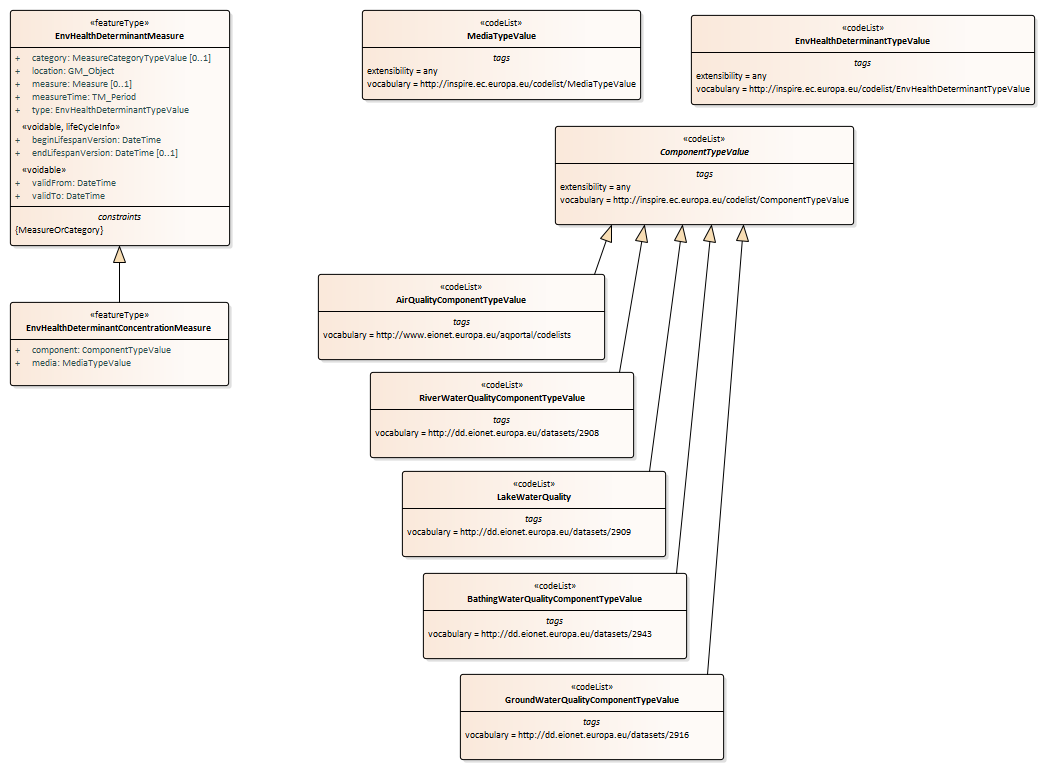 «featureType»
EnvHealthDeterminantMeasure
+ category: MeasureCategoryTypeValue [0..1]
+ location: GM_Object
+ measure: Measure [0..1]
+ measureTime: TM_Period
+ type: EnvHealthDeterminantTypeValue
«voidable, lifeCycleInfo»
+ beginLifespanVersion: DateTime
+ endLifespanVersion: DateTime [0..1]
«voidable»
+ validFrom: DateTime
+ validTo: DateTime
constraints
{MeasureOrCategory}
«featureType»
EnvHealthDeterminantConcentrationMeasure
+ component: ComponentTypeValue
+ media: MediaTypeValue
«codeList»
MediaTypeValue
tags
extensibility = any
vocabulary = http://inspire.ec.europa.eu/codelist/MediaTypeValue
«codeList»
EnvHealthDeterminantTypeValue
tags
extensibility = any
vocabulary = http://inspire.ec.europa.eu/codelist/EnvHealthDeterminantTypeValue
«codeList»
ComponentTypeValue
tags
extensibility = any
vocabulary = http://inspire.ec.europa.eu/codelist/ComponentTypeValue
«codeList»
AirQualityComponentTypeValue
tags
vocabulary = http://www.eionet.europa.eu/aqportal/codelists
«codeList»
RiverWaterQualityComponentTypeValue
tags
vocabulary = http://dd.eionet.europa.eu/datasets/2908
«codeList»
LakeWaterQuality
tags
vocabulary = http://dd.eionet.europa.eu/datasets/2909
«codeList»
BathingWaterQualityComponentTypeValue
tags
vocabulary = http://dd.eionet.europa.eu/datasets/2943
«codeList»
GroundWaterQualityComponentTypeValue
tags
vocabulary = http://dd.eionet.europa.eu/datasets/2916